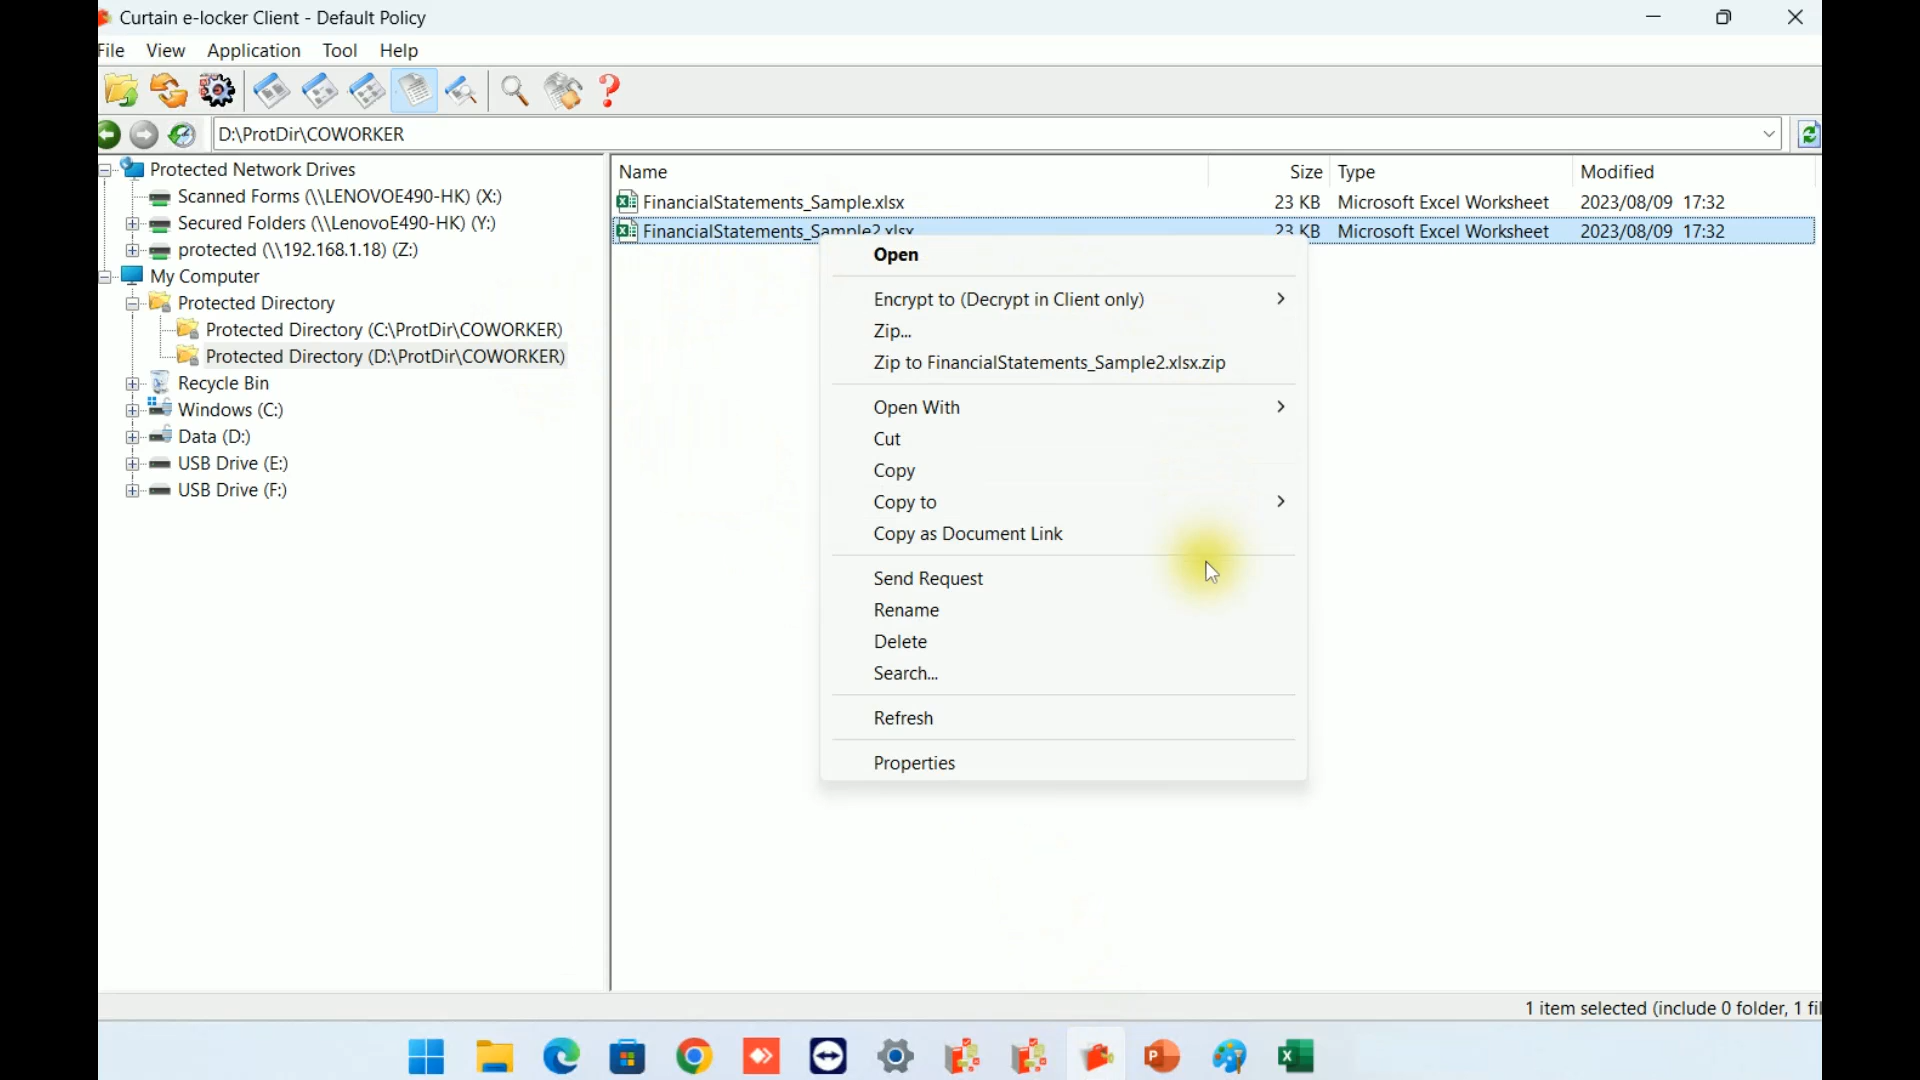 Curtain e-locker Client - Default Policy
File View Application Tool Help
D:\ProtDir\COWORKER
Protected Network Drives
Scanned Forms (\\LENOVOE490-HK) (X:)
Secured Folders (\\LenovoE490-HK) (Y:)
protected (\\192.168.1.18) (Z:)
My Computer
Protected Directory
Protected Directory (C:\ProtDir\COWORKER)
Protected Directory (D:\ProtDir\COWORKER)
Recycle Bin
Windows (C:)
Data (D:)
USB Drive (E:)
USB Drive (F:)
Name Size Type Modified
FinancialStatements_Sample.xlsx 23 KB Microsoft Excel Worksheet 2023/08/09 17:32
FinancialStatements_Sample2.xlsx 23 KB Microsoft Excel Worksheet 2023/08/09 17:32
Open
Encrypt to (Decrypt in Client only)
Zip...
Zip to FinancialStatements_Sample2.xlsx.zip
Open With
Cut
Copy
Copy to
Copy as Document Link
Send Request
Rename
Delete
Search...
Refresh
Properties
1 item selected (include 0 folder, 1 fil